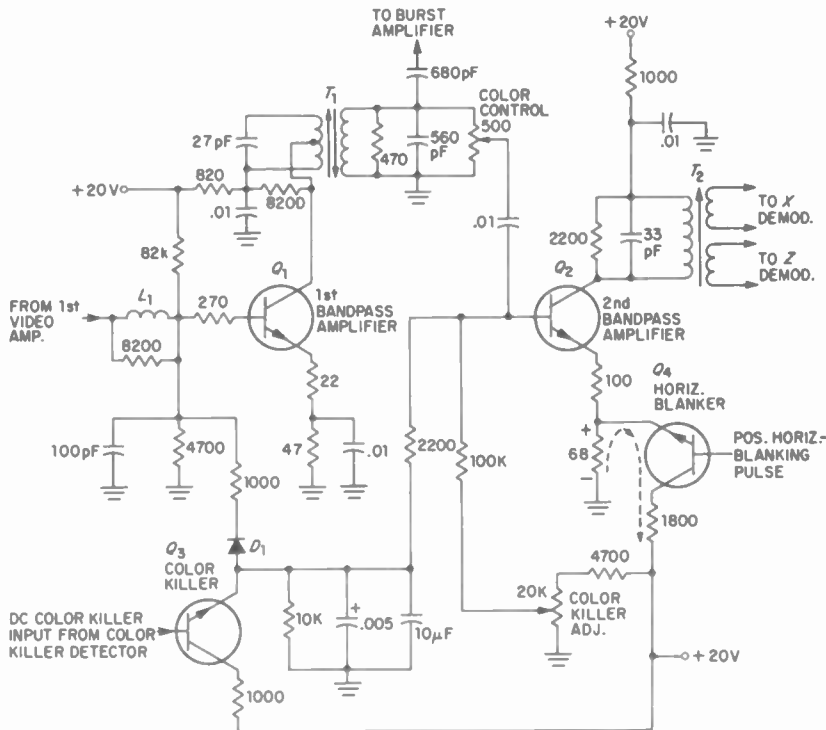 TO BURST
AMPLIFIER
+20V
680pF
1000
T1
COLOR
CONTROL
500
27pF
470
560
pF
.01
+20V
820
8200
.01
T2
TO X
DEMOD.
82k
.01
2200
33
pF
TO Z
DEMOD.
Q1
Q2
FROM 1st
VIDEO
AMP.
L1
270
1st
BANDPASS
AMPLIFIER
2nd
BANDPASS
AMPLIFIER
8200
22
100
Q4
HORIZ.
BLANKER
100pF
4700
47
.01
2200
100K
+
68
-
POS. HORIZ.-
BLANKING
PULSE
1000
1800
Q3
COLOR
KILLER
D1
4700
20K
COLOR
KILLER
ADJ.
DC COLOR KILLER
INPUT FROM COLOR
KILLER DETECTOR
10K
+
.005
10μF
+20V
1000